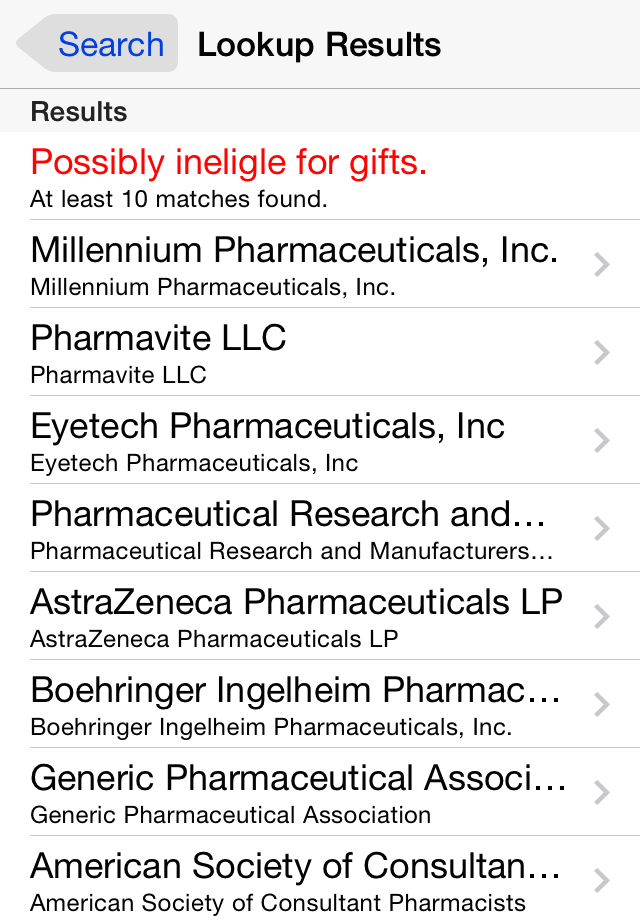 Search Lookup Results
Results
Possibly ineligle for gifts.
At least 10 matches found.
Millennium Pharmaceuticals, Inc.
Millennium Pharmaceuticals, Inc.
Pharmavite LLC
Pharmavite LLC
Eyetech Pharmaceuticals, Inc
Eyetech Pharmaceuticals, Inc
Pharmaceutical Research and...
Pharmaceutical Research and Manufacturers...
AstraZeneca Pharmaceuticals LP
AstraZeneca Pharmaceuticals LP
Boehringer Ingelheim Pharmac...
Boehringer Ingelheim Pharmaceuticals, Inc.
Generic Pharmaceutical Associ...
Generic Pharmaceutical Association
American Society of Consultan...
American Society of Consultant Pharmacists